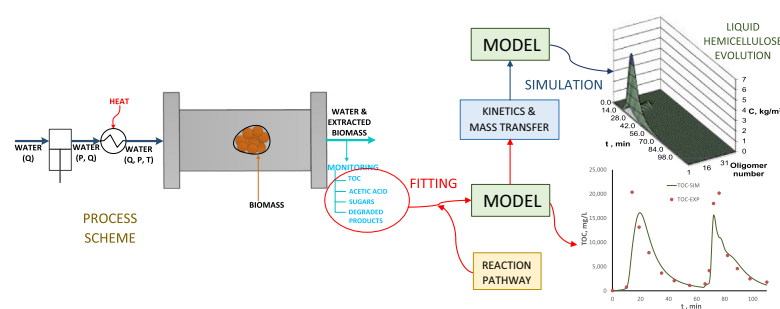 HEAT
WATER
(Q)
WATER
(P, Q)
WATER
(Q, P, T)
PROCESS
SCHEME
BIOMASS
WATER &
EXTRACTED
BIOMASS
MONITORING
TOC
ACETIC ACID
SUGARS
DEGRADED
PRODUCTS
FITTING
MODEL
REACTION
PATHWAY
KINETICS &
MASS TRANSFER
MODEL
SIMULATION
LIQUID
HEMICELLULOSE
EVOLUTION
7
6
5
4
3
2
1
0
C, kg/m³
0.0
14.0
28.0
42.0
56.0
70.0
84.0
98.0
t , min
1
16
31
Oligomer
number
25,000
20,000
15,000
10,000
5,000
0
TOC, mg/L
TOC-SIM
TOC-EXP
0
20
40
60
80
100
t , min